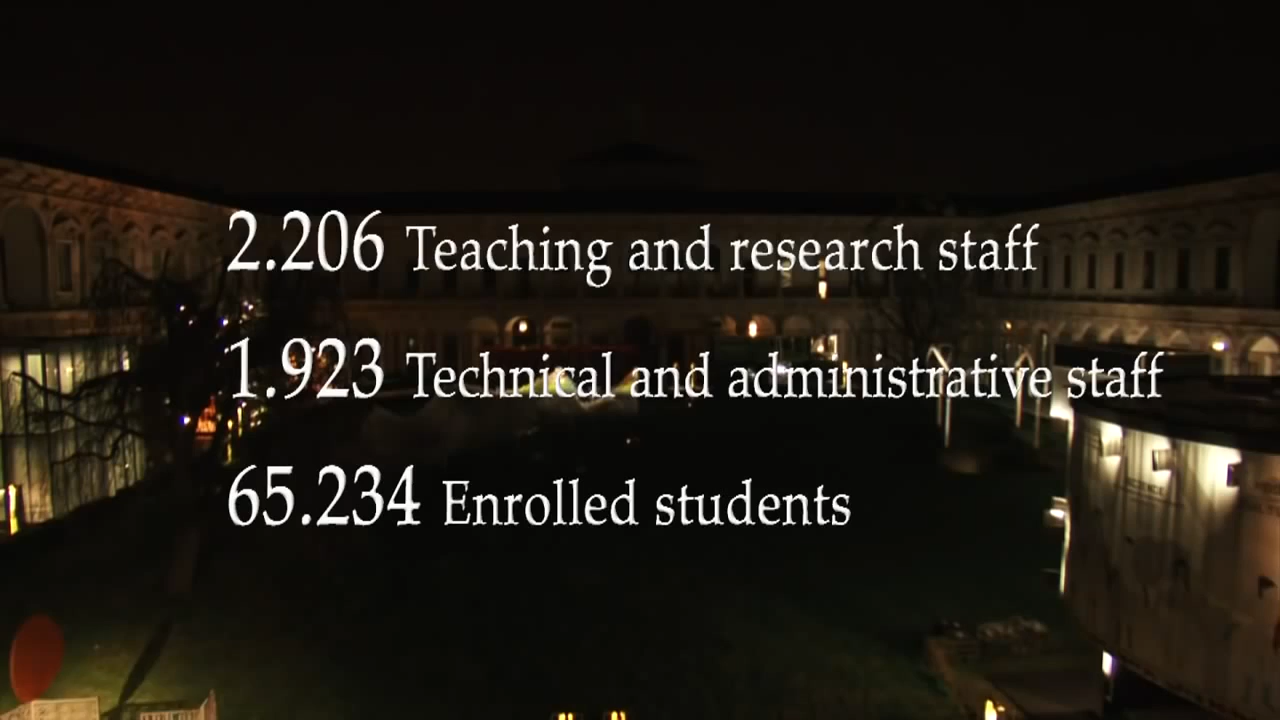 2.206 Teaching and research staff
1.923 Technical and administrative staff
65.234 Enrolled students